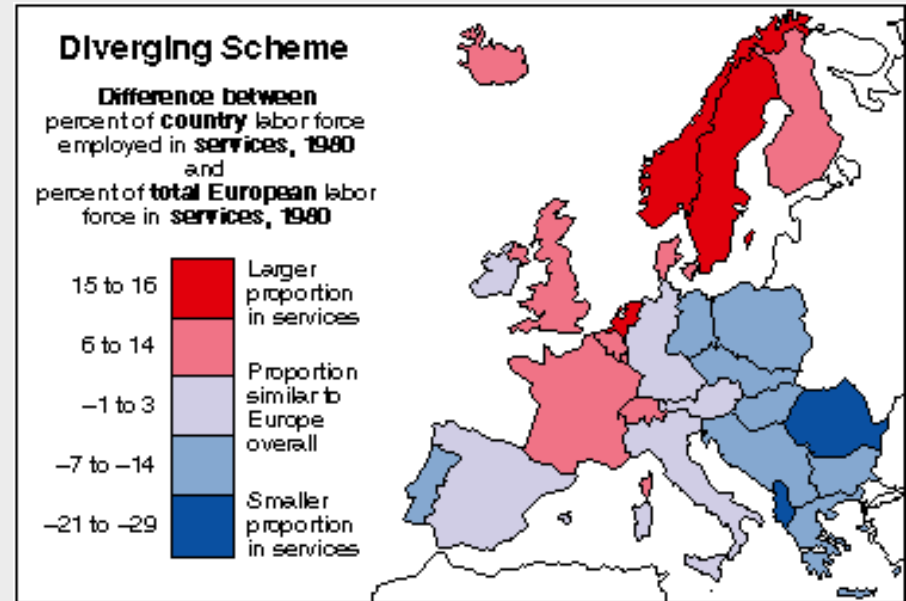 Diverging Scheme
Difference between
percent of country labor force
employed in services, 1980
and
percent of total European labor
force in services, 1980
15 to 16
6 to 14
–1 to 3
–7 to –14
–21 to –29
Larger
proportion
in services
Proportion
similar to
Europe
overall
Smaller
proportion
in services